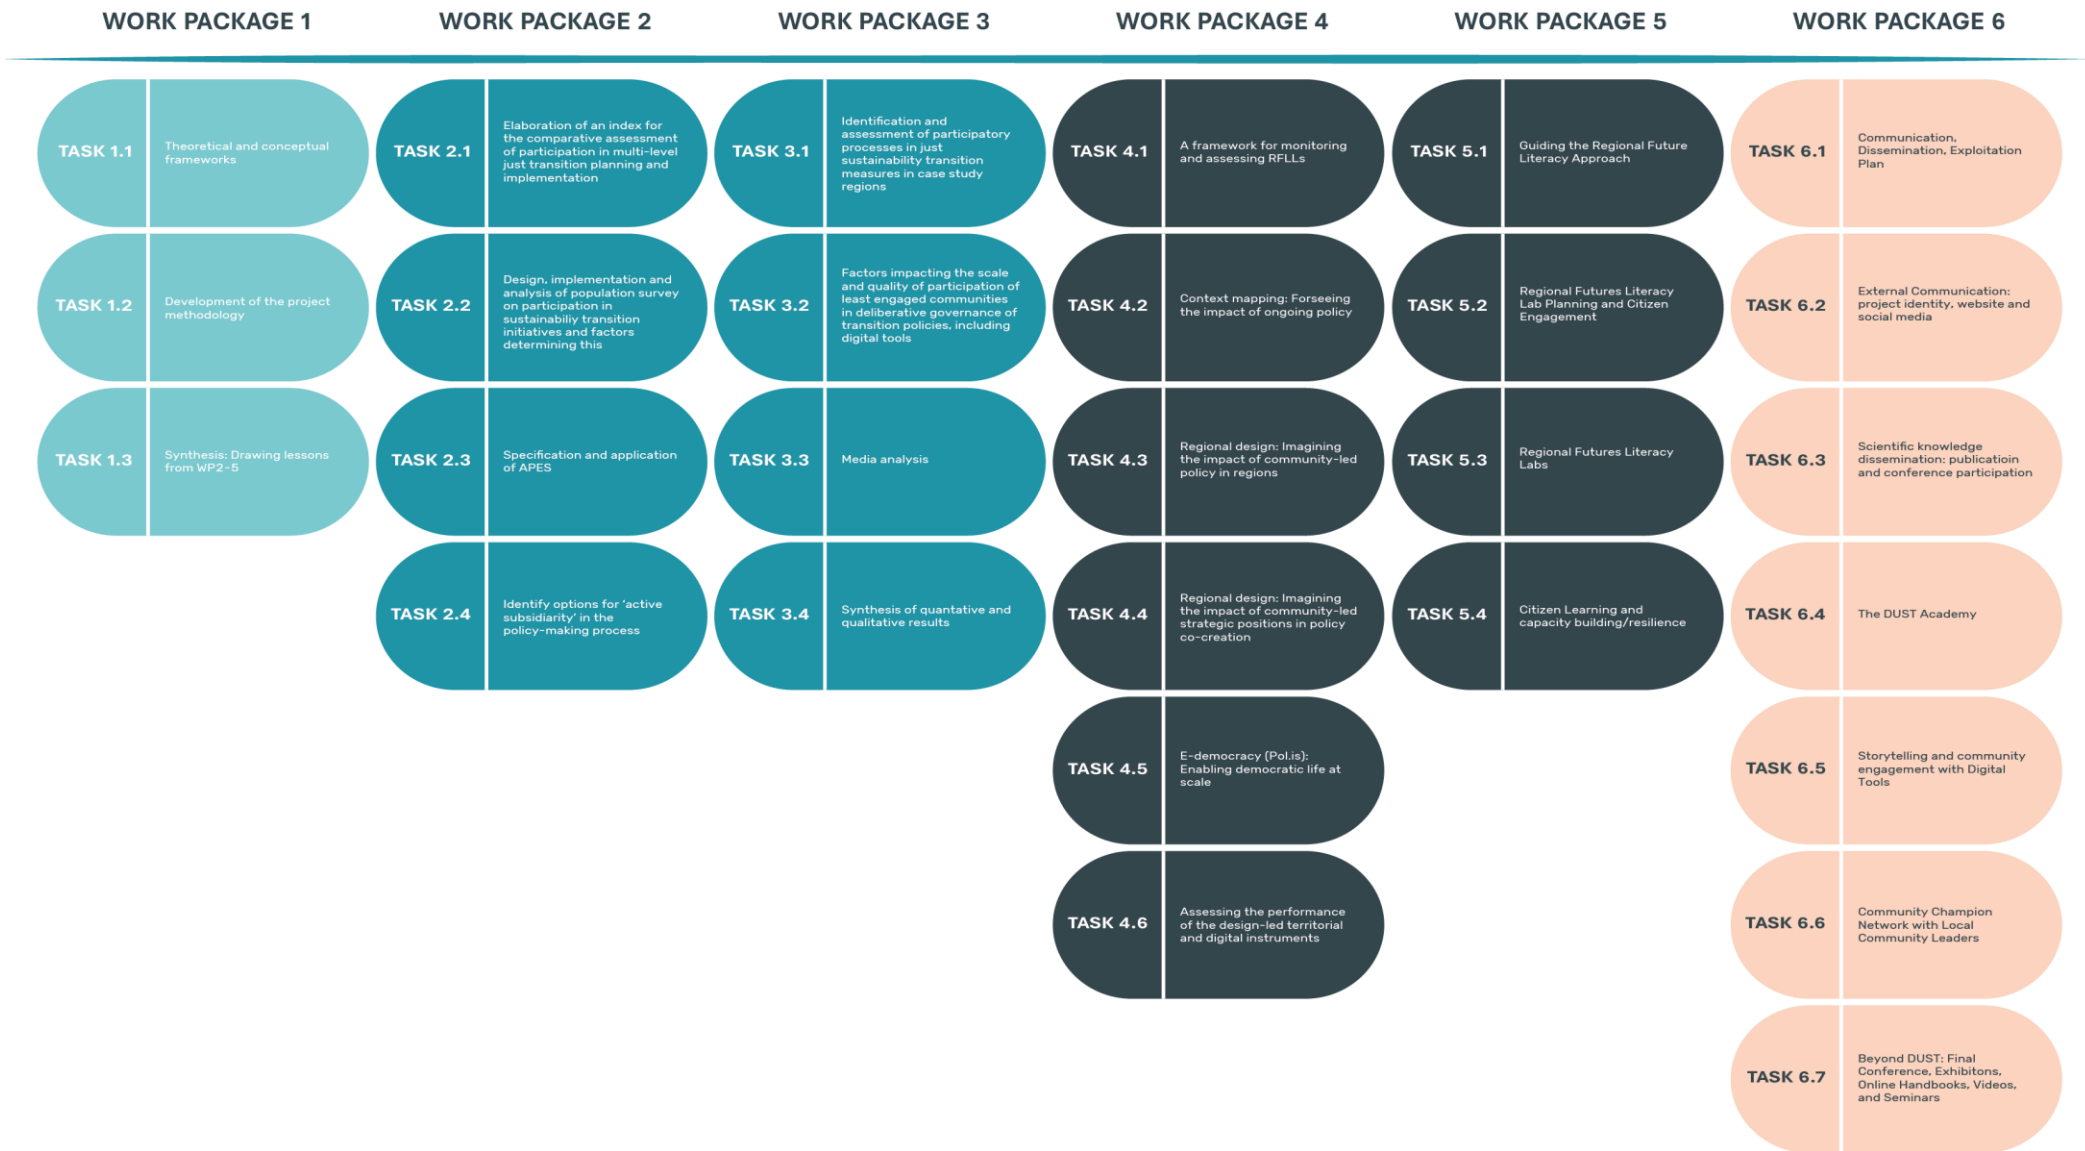 WORK PACKAGE 1
WORK PACKAGE 2
WORK PACKAGE 3
WORK PACKAGE 4
WORK PACKAGE 5
WORK PACKAGE 6
TASK 1.1
Theoretical and conceptual
frameworks
TASK 1.2
Development of the project
methodology
TASK 1.3
Synthesis: Drawing lessons
from WP2-5
TASK 2.1
Elaboration of an index for
the comparative assessment
of participation in multi-level
just transition planning and
implementation
TASK 2.2
Design, implementation and
analysis of population survey
on participation in
sustainabiliy transition
initiatives and factors
determining this
TASK 2.3
Specification and application
of APES
TASK 2.4
Identify options for 'active
subsidiarity' in the
policy-making process
TASK 3.1
Identification and
assessment of participatory
processes in just
sustainability transition
measures in case study
regions
TASK 3.2
Factors impacting the scale
and quality of participation of
least engaged communities
in deliberative governance of
transition policies, including
digital tools
TASK 3.3
Media analysis
TASK 3.4
Synthesis of quantative and
qualitative results
TASK 4.1
A framework for monitoring
and assessing RFLLs
TASK 4.2
Context mapping: Forseeing
the impact of ongoing policy
TASK 4.3
Regional design: Imagining
the impact of community-led
policy in regions
TASK 4.4
Regional design: Imagining
the impact of community-led
strategic positions in policy
co-creation
TASK 4.5
E-democracy (Pol.is):
Enabling democratic life at
scale
TASK 4.6
Assessing the performance
of the design-led territorial
and digital instruments
TASK 5.1
Guiding the Regional Future
Literacy Approach
TASK 5.2
Regional Futures Literacy
Lab Planning and Citizen
Engagement
TASK 5.3
Regional Futures Literacy
Labs
TASK 5.4
Citizen Learning and
capacity building/resilience
TASK 6.1
Communication,
Dissemination, Exploitation
Plan
TASK 6.2
External Communication:
project identity, website and
social media
TASK 6.3
Scientific knowledge
dissemination: publicatioin
and conference participation
TASK 6.4
The DUST Academy
TASK 6.5
Storytelling and community
engagement with Digital
Tools
TASK 6.6
Community Champion
Network with Local
Community Leaders
TASK 6.7
Beyond DUST: Final
Conference, Exhibitons,
Online Handbooks, Videos,
and Seminars